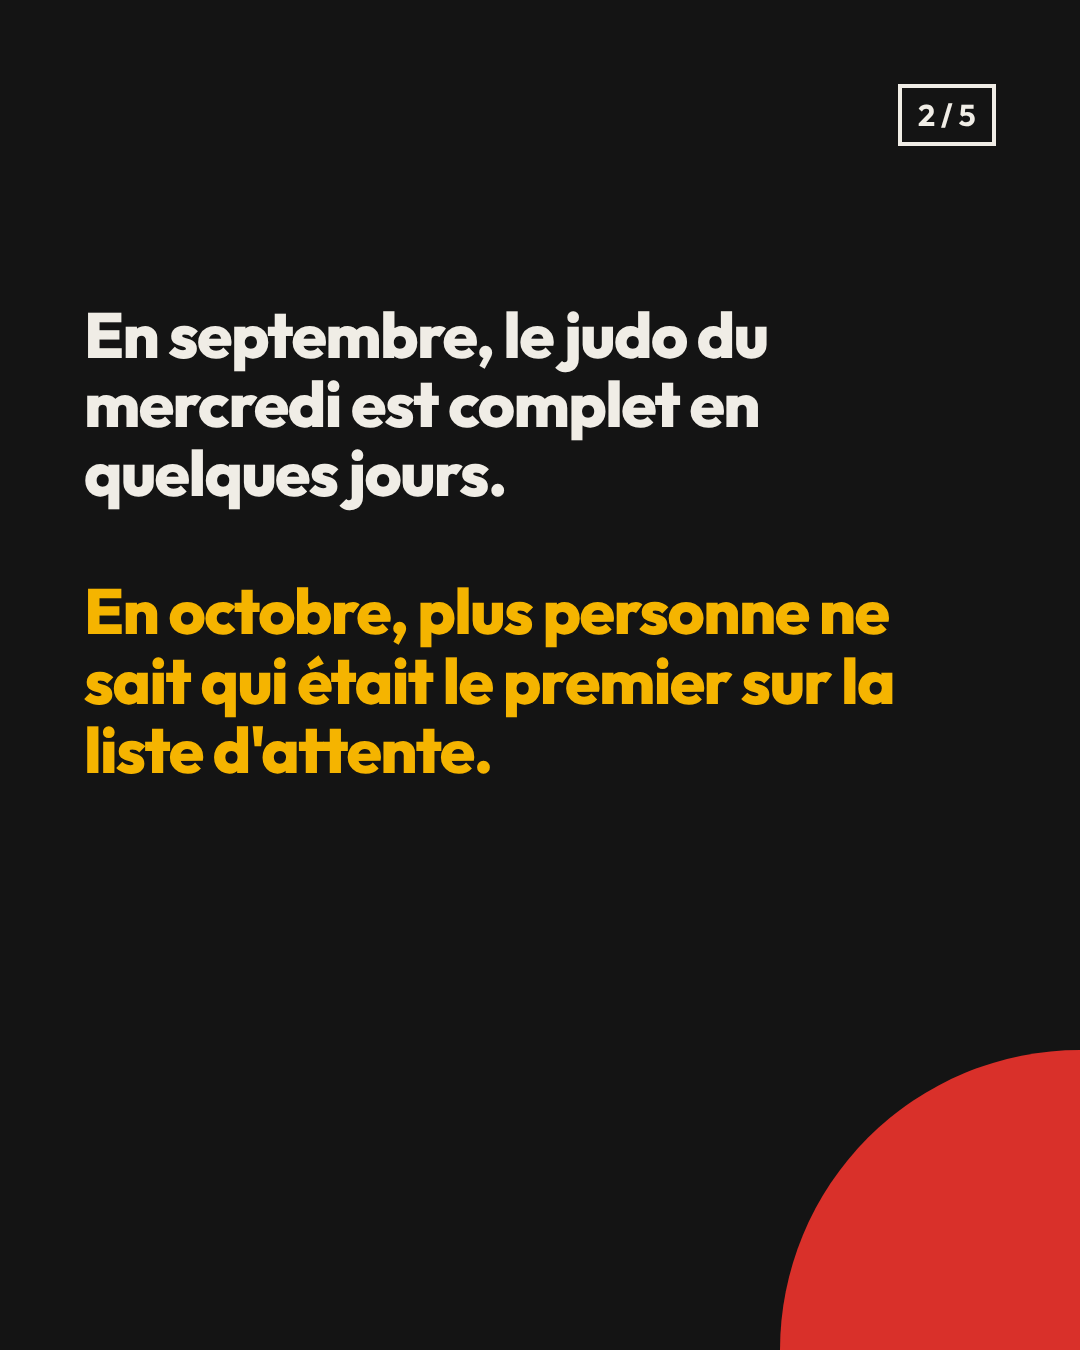 2 / 5
En septembre, le judo du
mercredi est complet en
quelques jours.
En octobre, plus personne ne
sait qui était le premier sur la
liste d'attente.